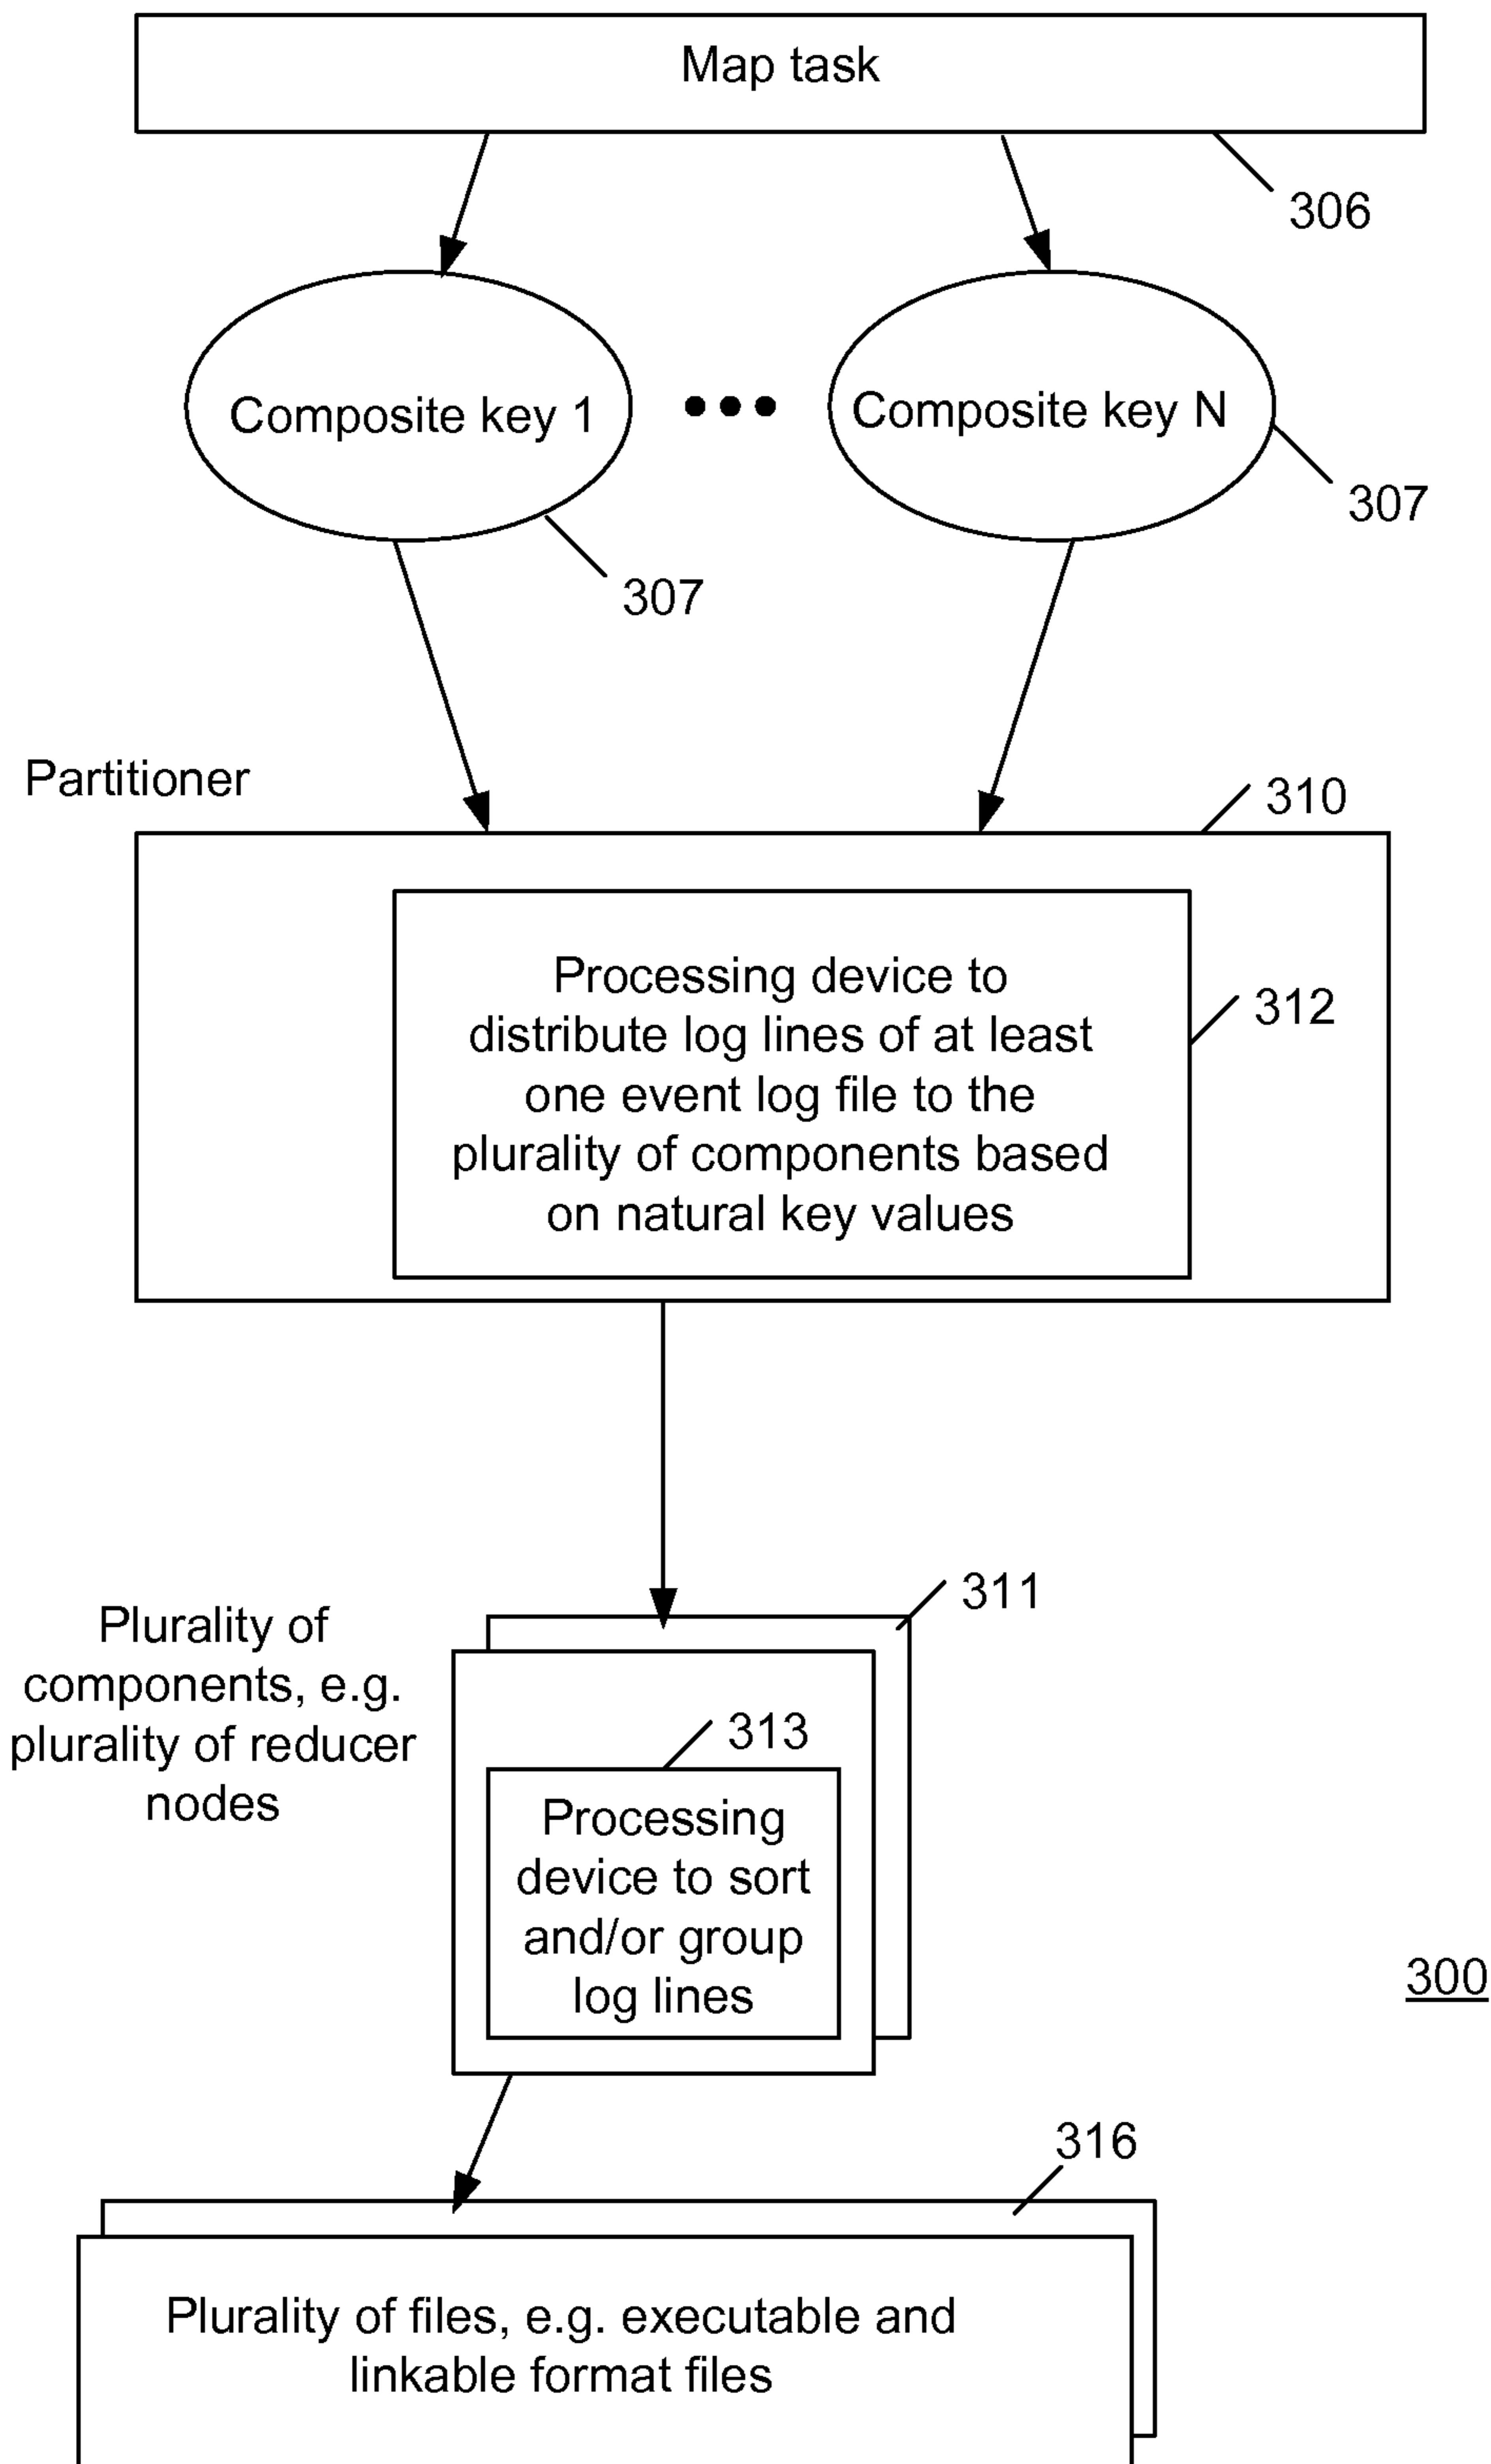 Map task
306
Composite key 1
Composite key N
307
307
Partitioner
310
Processing device to
distribute log lines of at least
one event log file to the
plurality of components based
on natural key values
312
311
Plurality of
components, e.g.
plurality of reducer
nodes
313
Processing
device to sort
and/or group
log lines
300
316
Plurality of files, e.g. executable and
linkable format files